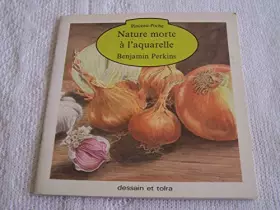 Nature morte
à l'aquarelle
Benjamin Perkins
dessain et tolra